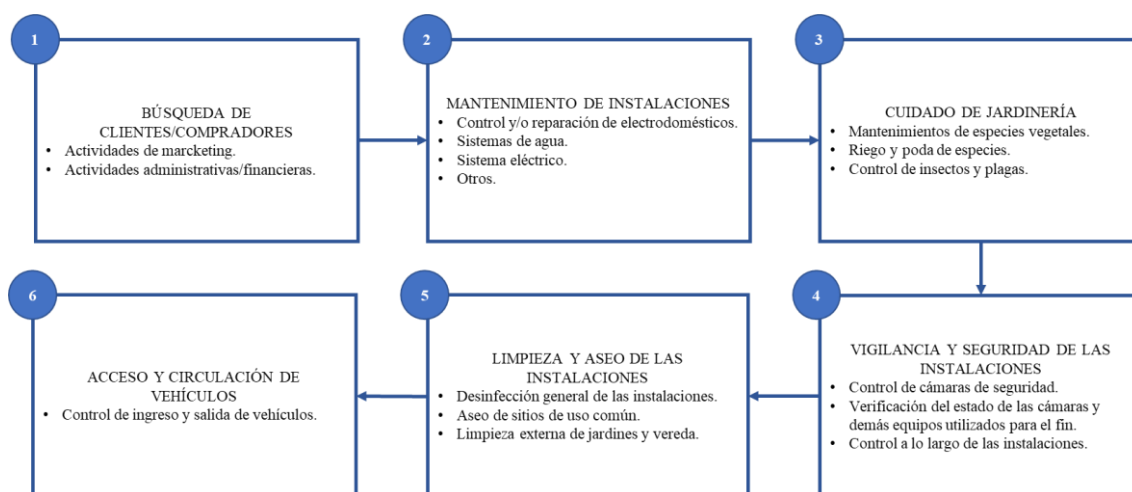 1
BÚSQUEDA DE
CLIENTES/COMPRADORES
• Actividades de marcketing.
• Actividades administrativas/financieras.
2
MANTENIMIENTO DE INSTALACIONES
• Control y/o reparación de electrodomésticos.
• Sistemas de agua.
• Sistema eléctrico.
• Otros.
3
CUIDADO DE JARDINERÍA
• Mantenimientos de especies vegetales.
• Riego y poda de especies.
• Control de insectos y plagas.
4
VIGILANCIA Y SEGURIDAD DE LAS
INSTALACIONES
• Control de cámaras de seguridad.
• Verificación del estado de las cámaras y
demás equipos utilizados para el fin.
• Control a lo largo de las instalaciones.
5
LIMPIEZA Y ASEO DE LAS
INSTALACIONES
• Desinfección general de las instalaciones.
• Aseo de sitios de uso común.
• Limpieza externa de jardines y vereda.
6
ACCESO Y CIRCULACIÓN DE
VEHÍCULOS
• Control de ingreso y salida de vehículos.